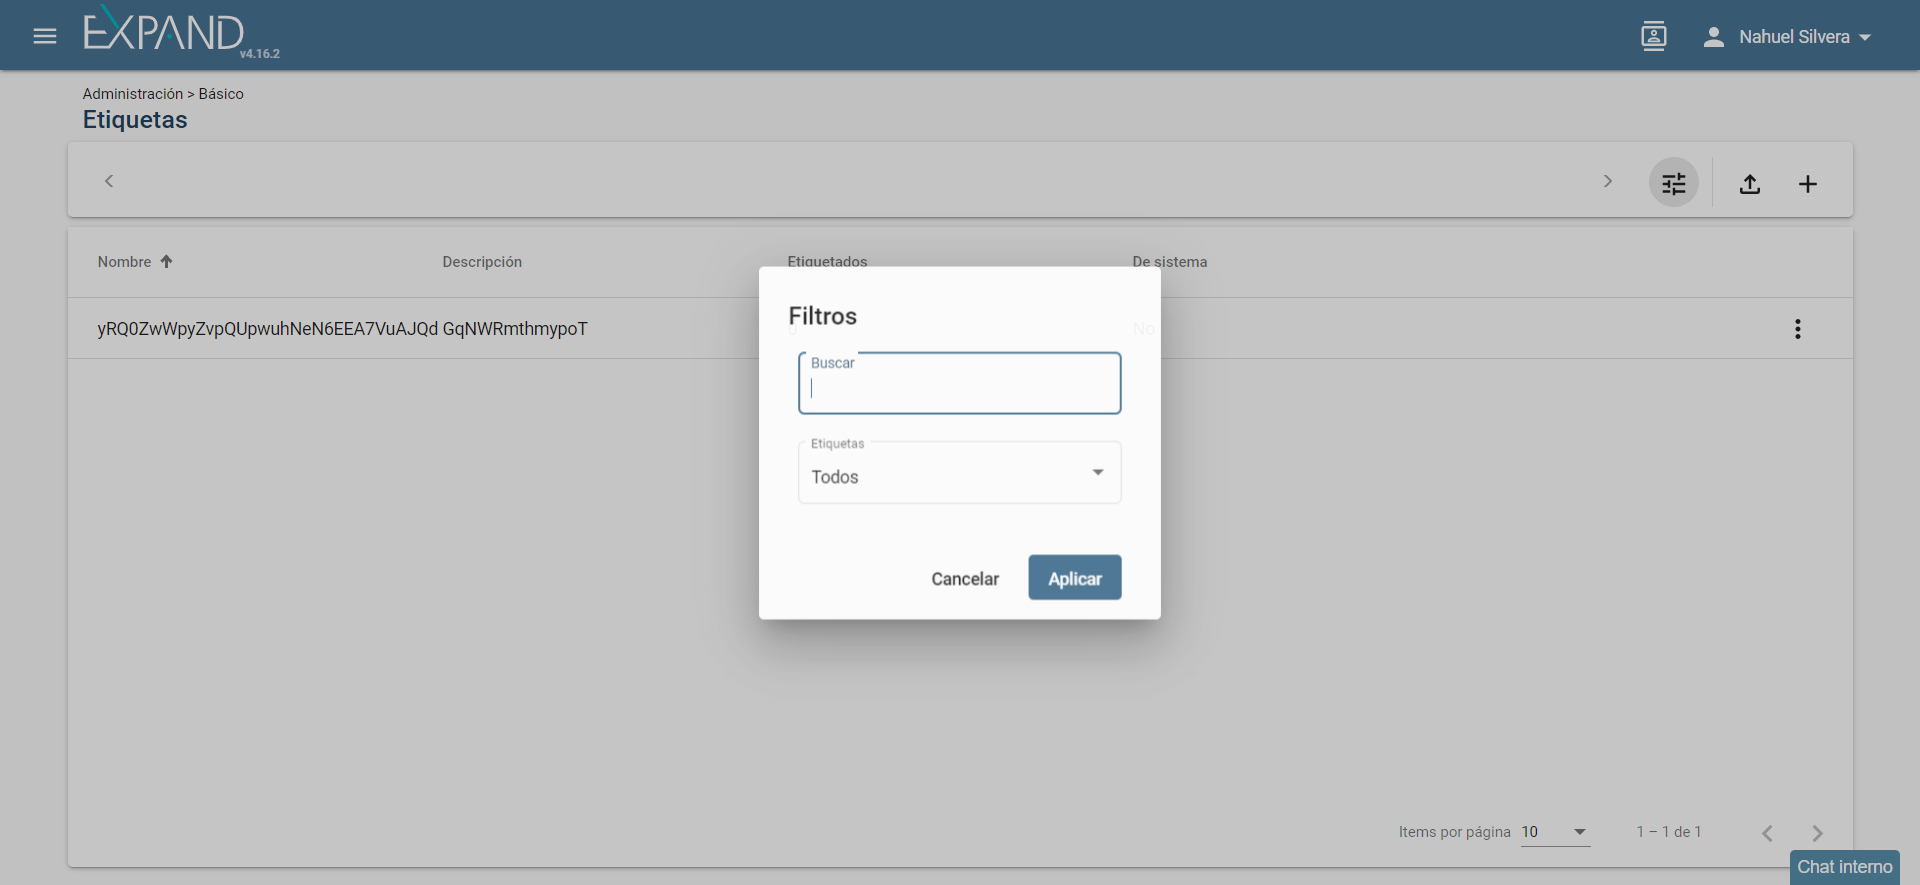 EXPAND
v4.16.2
Nahuel Silvera
Administración > Básico
Etiquetas
Nombre Descripción Etiquetados De sistema
yRQ0ZwWpyZvpQUpwuhNeN6EEA7VuAJQd GqNWRmthmypoT 0 No
Filtros
Buscar
Etiquetas
Todos
Cancelar Aplicar
Items por página 10 1 – 1 de 1
Chat interno